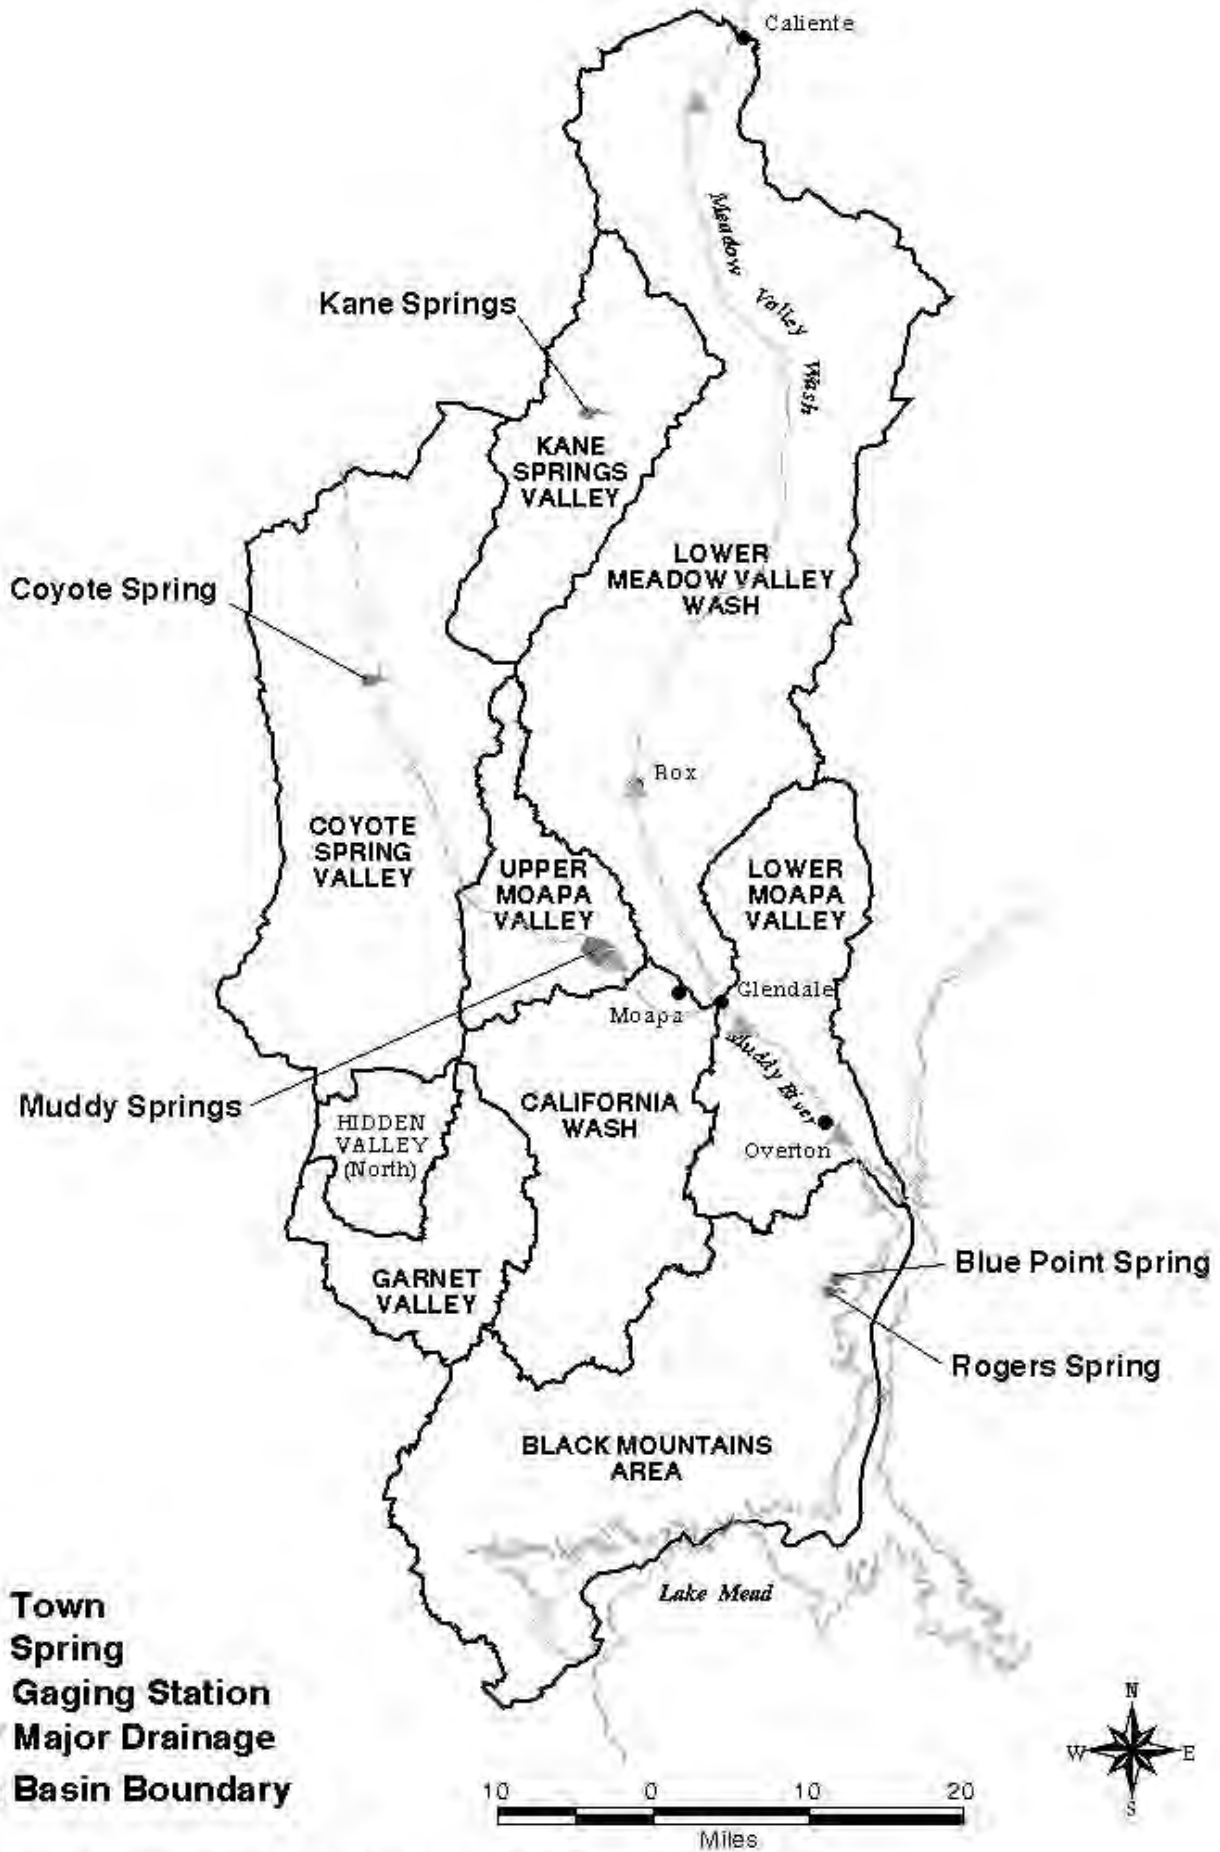 Caliente
Meadow
Valley
Wash
Kane Springs
KANE
SPRINGS
VALLEY
LOWER
MEADOW VALLEY
WASH
Coyote Spring
Rox
COYOTE
SPRING
VALLEY
UPPER
MOAPA
VALLEY
LOWER
MOAPA
VALLEY
Glendale
Moapa
Muddy River
Muddy Springs
CALIFORNIA
WASH
HIDDEN
VALLEY
(North)
Overton
Blue Point Spring
GARNET
VALLEY
Rogers Spring
BLACK MOUNTAINS
AREA
Lake Mead
Town
Spring
Gaging Station
Major Drainage
Basin Boundary
N
W E
S
10 0 10 20
Miles